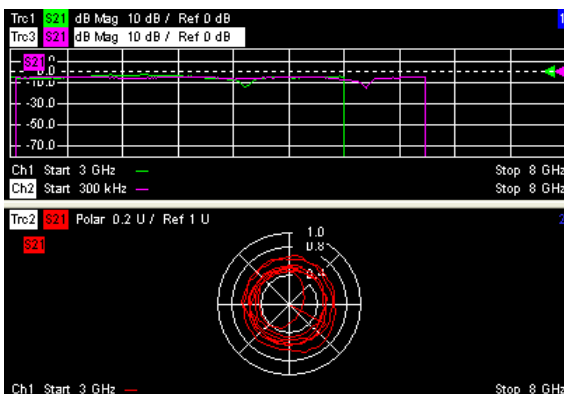 Trc1 S21 dB Mag 10 dB / Ref 0 dB 1
Trc3 S21 dB Mag 10 dB / Ref 0 dB
S21
0.0
-10.0
-30.0
-50.0
-70.0
Ch1 Start 3 GHz — Stop 8 GHz
Ch2 Start 300 kHz — Stop 8 GHz
Trc2 S21 Polar 0.2 U / Ref 1 U 2
S21
1.0
0.8
0.4
Ch1 Start 3 GHz — Stop 8 GHz